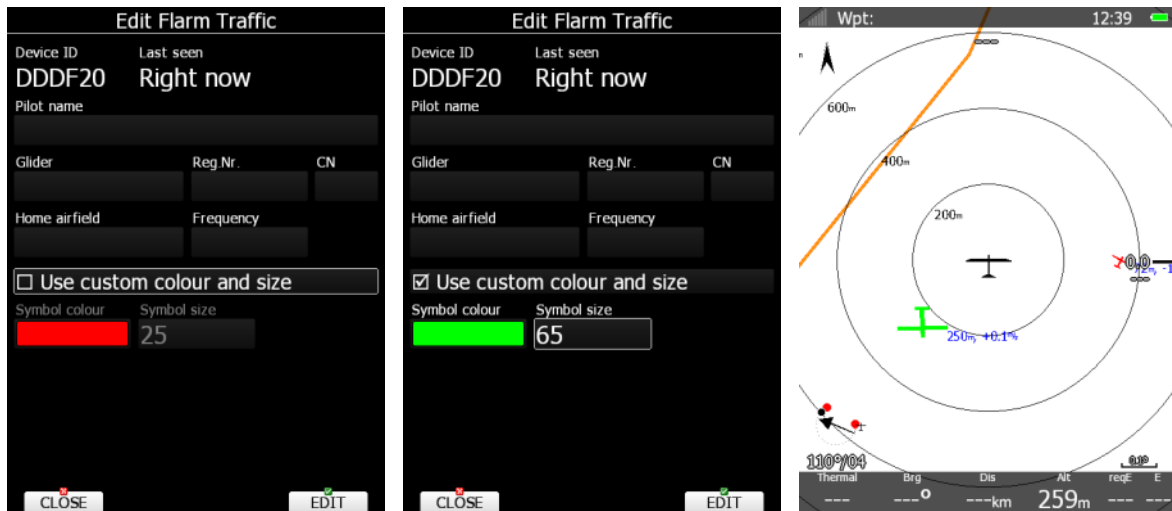 Edit Flarm Traffic
Device ID Last seen
DDDF20 Right now
Pilot name
Glider Reg.Nr. CN
Home airfield Frequency
Use custom colour and size
Symbol colour Symbol size
25
CLOSE EDIT
Edit Flarm Traffic
Device ID Last seen
DDDF20 Right now
Pilot name
Glider Reg.Nr. CN
Home airfield Frequency
Use custom colour and size
Symbol colour Symbol size
65
CLOSE EDIT
Wpt: 12:39
600m
400m
200m
0.0
250m, +0.1m/s
110°/04
0.1°
Thermal Brg Dis Alt reqE E
--- ---° ---km 259m --- ---